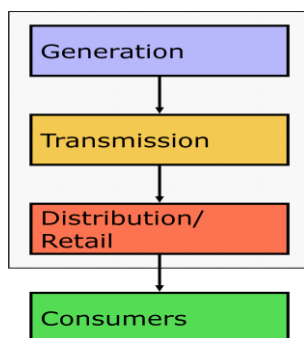 Generation
Transmission
Distribution/
Retail
Consumers